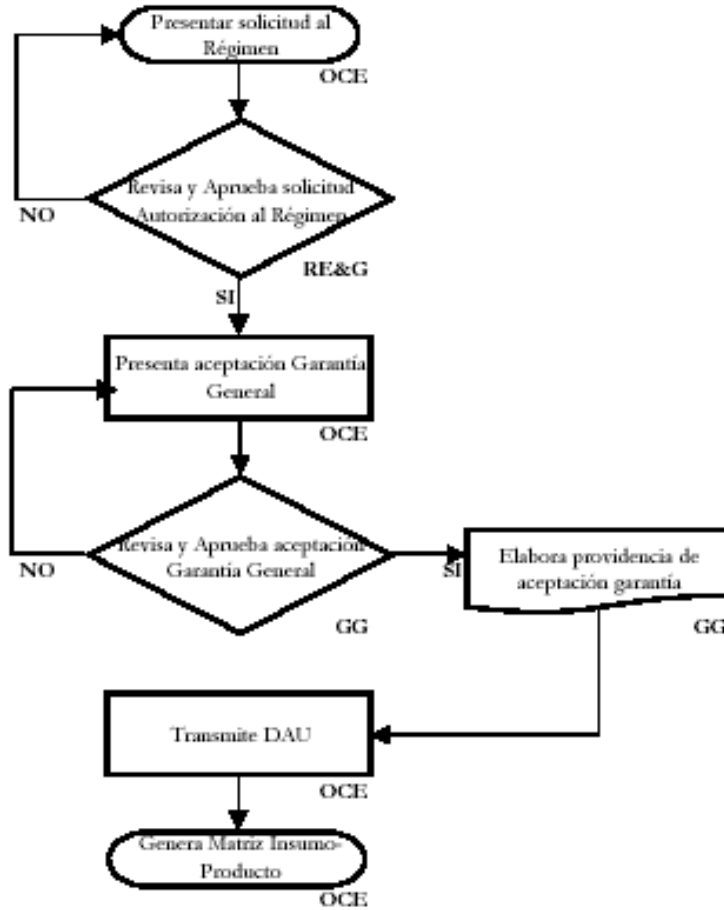 Presentar solicitud al
Régimen
OCE
Revisa y Aprueba solicitud
Autorización al Régimen
NO
RE&G
SI
Presenta aceptación Garantía
General
OCE
Revisa y Aprueba aceptación
Garantía General
NO
GG
SI
Elabora providencia de
aceptación garantía
GG
Transmite DAU
OCE
Genera Matriz Insumo-
Producto
OCE